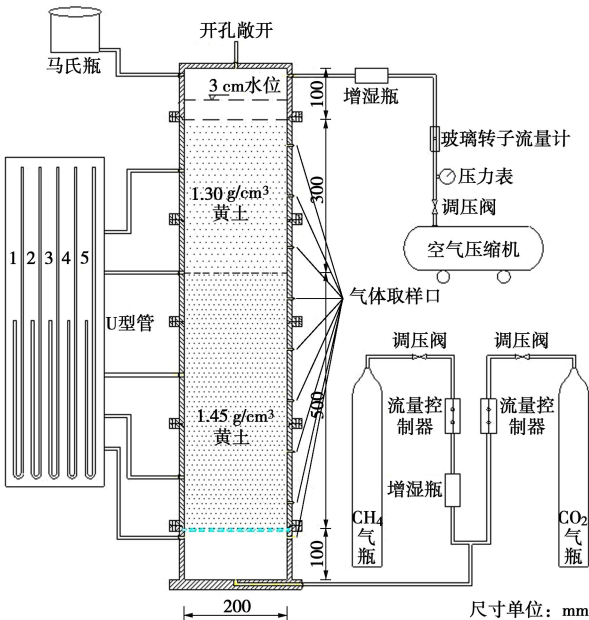 开孔敞开
马氏瓶
3 cm水位
100
增湿瓶
玻璃转子流量计
压力表
调压阀
空气压缩机
1.30 g/cm³
黄土
300
1 2 3 4 5
U型管
气体取样口
调压阀
调压阀
500
1.45 g/cm³
黄土
流量控
制器
流量控
制器
增湿瓶
CH₄
气
瓶
CO₂
气
瓶
100
200
尺寸单位：mm